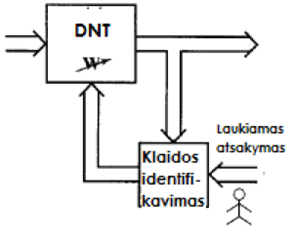 DNT
W
Laukiamas
atsakymas
Klaidos
identifi-
kavimas